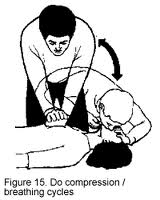 Figure 15. Do compression /
breathing cycles